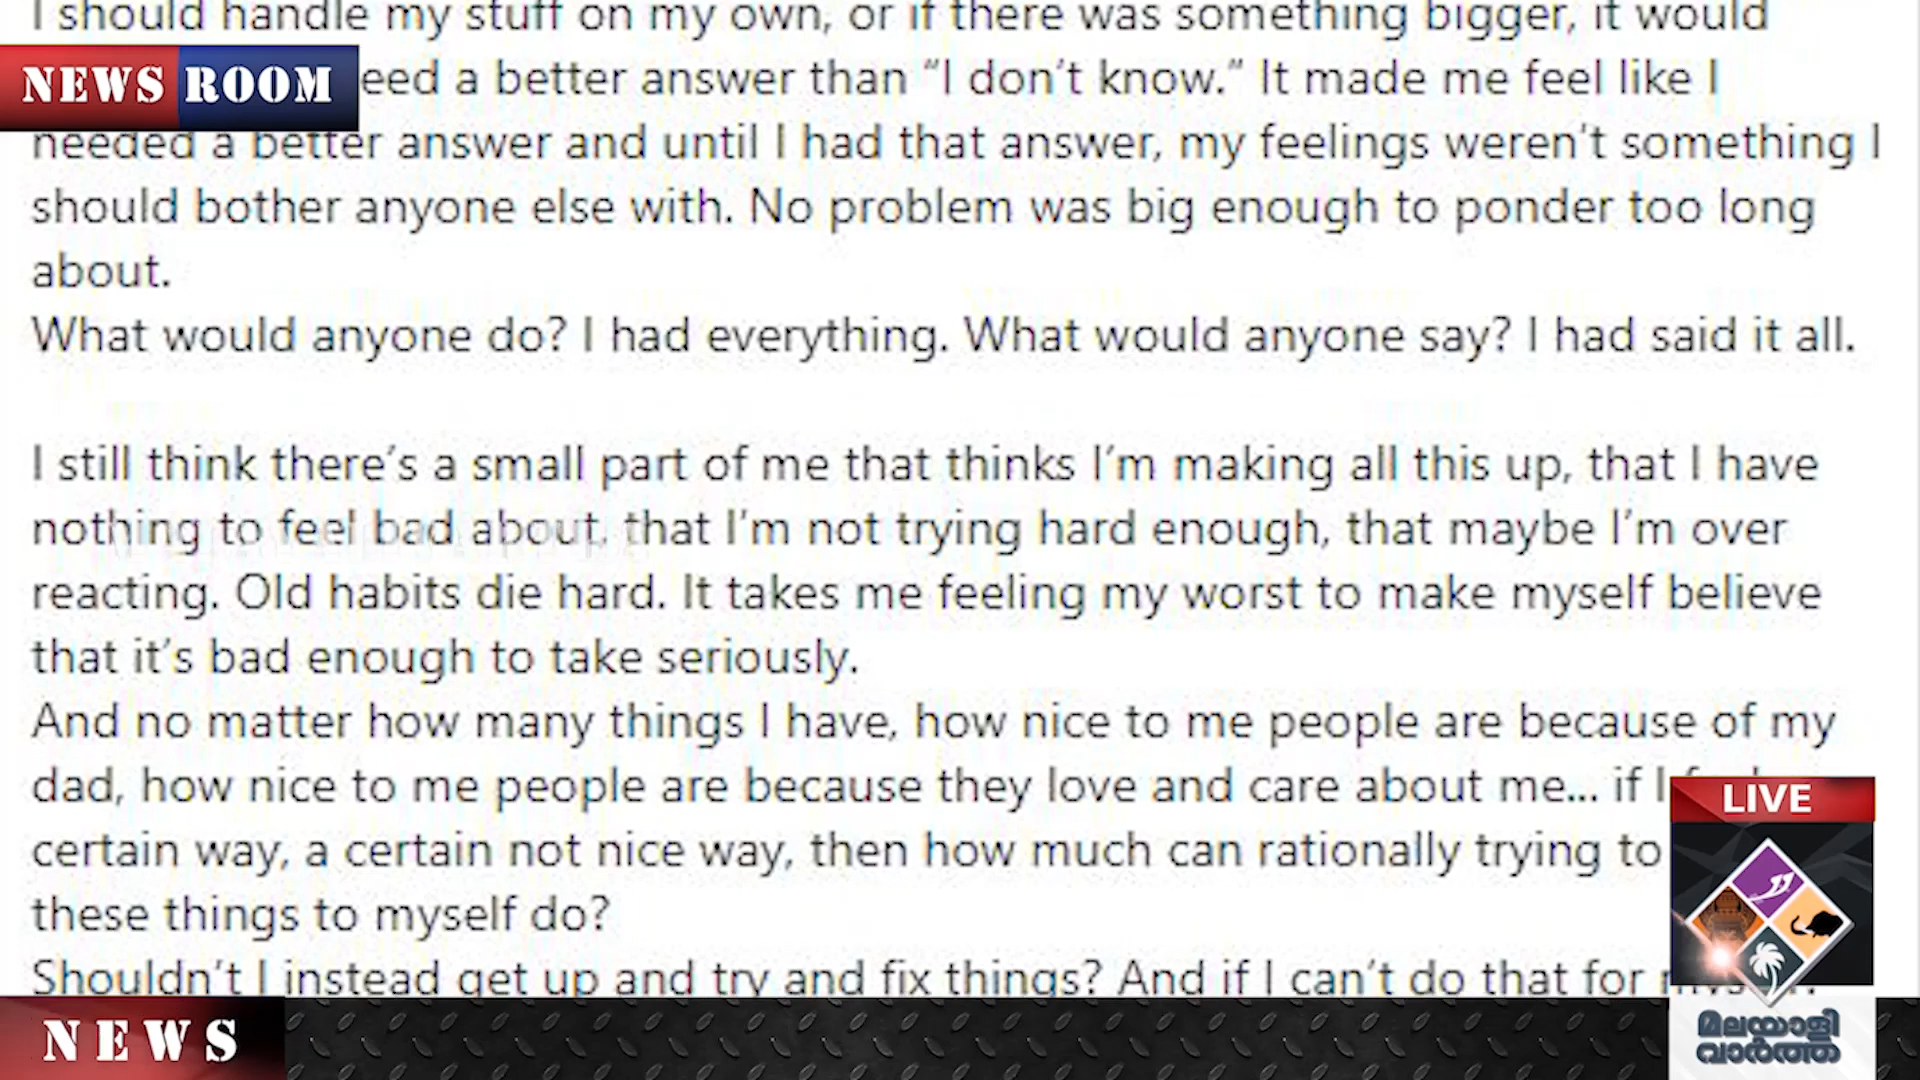 I should handle my stuff on my own, or if there was something bigger, it would
NEWS ROOM
eed a better answer than “I don’t know.” It made me feel like I
needed a better answer and until I had that answer, my feelings weren’t something I
should bother anyone else with. No problem was big enough to ponder too long
about.
What would anyone do? I had everything. What would anyone say? I had said it all.
I still think there’s a small part of me that thinks I’m making all this up, that I have
nothing to feel bad about, that I’m not trying hard enough, that maybe I’m over
reacting. Old habits die hard. It takes me feeling my worst to make myself believe
that it’s bad enough to take seriously.
And no matter how many things I have, how nice to me people are because of my
dad, how nice to me people are because they love and care about me... if I
LIVE
certain way, a certain not nice way, then how much can rationally trying to
these things to myself do?
Shouldn’t I instead get up and try and fix things? And if I can’t do that for
NEWS
മലയാളി
വാർത്ത